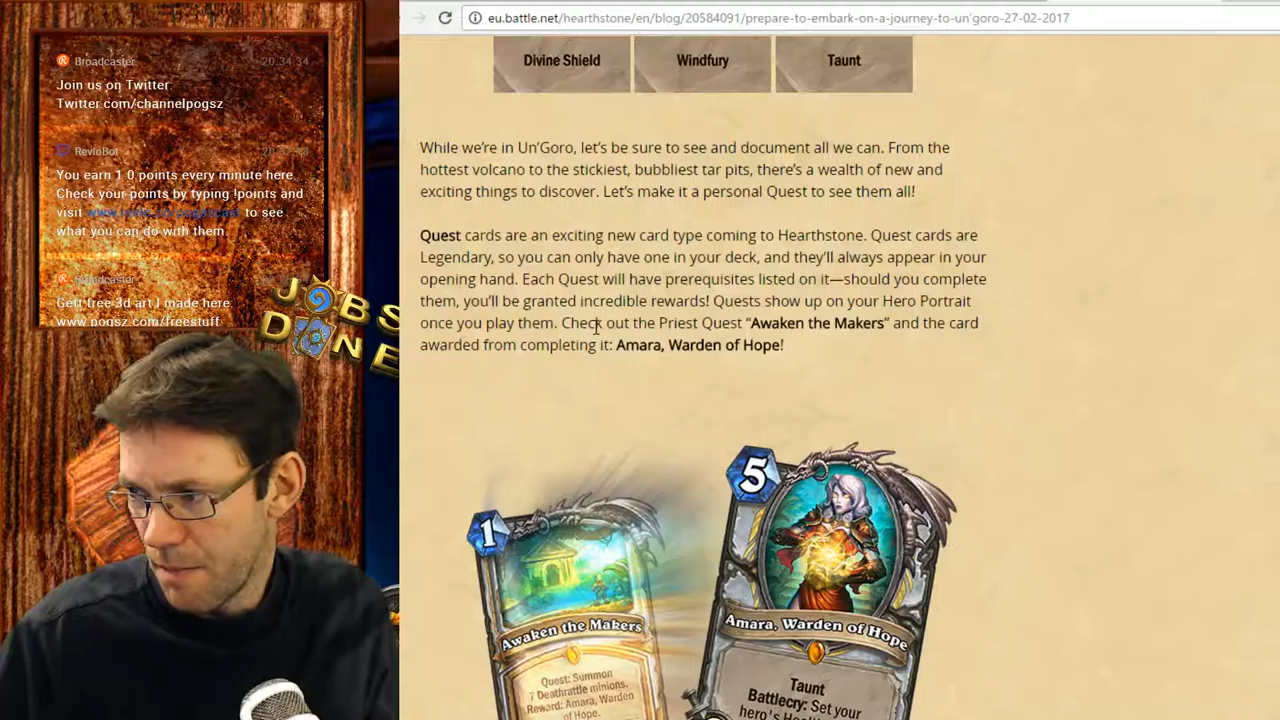 eu.battle.net/hearthstone/en/blog/20584091/prepare-to-embark-on-a-journey-to-un'goro-27-02-2017
Broadcaster 20:34:34
Join us on Twitter:
Twitter.com/channelpogsz
RevloBot
You earn 1.0 points every minute here.
Check your points by typing !points and
visit www.revlo.co/pogszcast to see
what you can do with them.
Broadcaster
Get free 3d art I made here
www.pogsz.com/freestuff
JOBS
DONE
Divine Shield Windfury Taunt
While we're in Un'Goro, let's be sure to see and document all we can. From the
hottest volcano to the stickiest, bubbliest tar pits, there's a wealth of new and
exciting things to discover. Let's make it a personal Quest to see them all!
Quest cards are an exciting new card type coming to Hearthstone. Quest cards are
Legendary, so you can only have one in your deck, and they'll always appear in your
opening hand. Each Quest will have prerequisites listed on it—should you complete
them, you'll be granted incredible rewards! Quests show up on your Hero Portrait
once you play them. Check out the Priest Quest “Awaken the Makers” and the card
awarded from completing it: Amara, Warden of Hope!
1
Awaken the Makers
Quest: Summon
7 Deathrattle minions.
Reward: Amara, Warden
of Hope.
5
Amara, Warden of Hope
Taunt
Battlecry: Set your
hero's Health